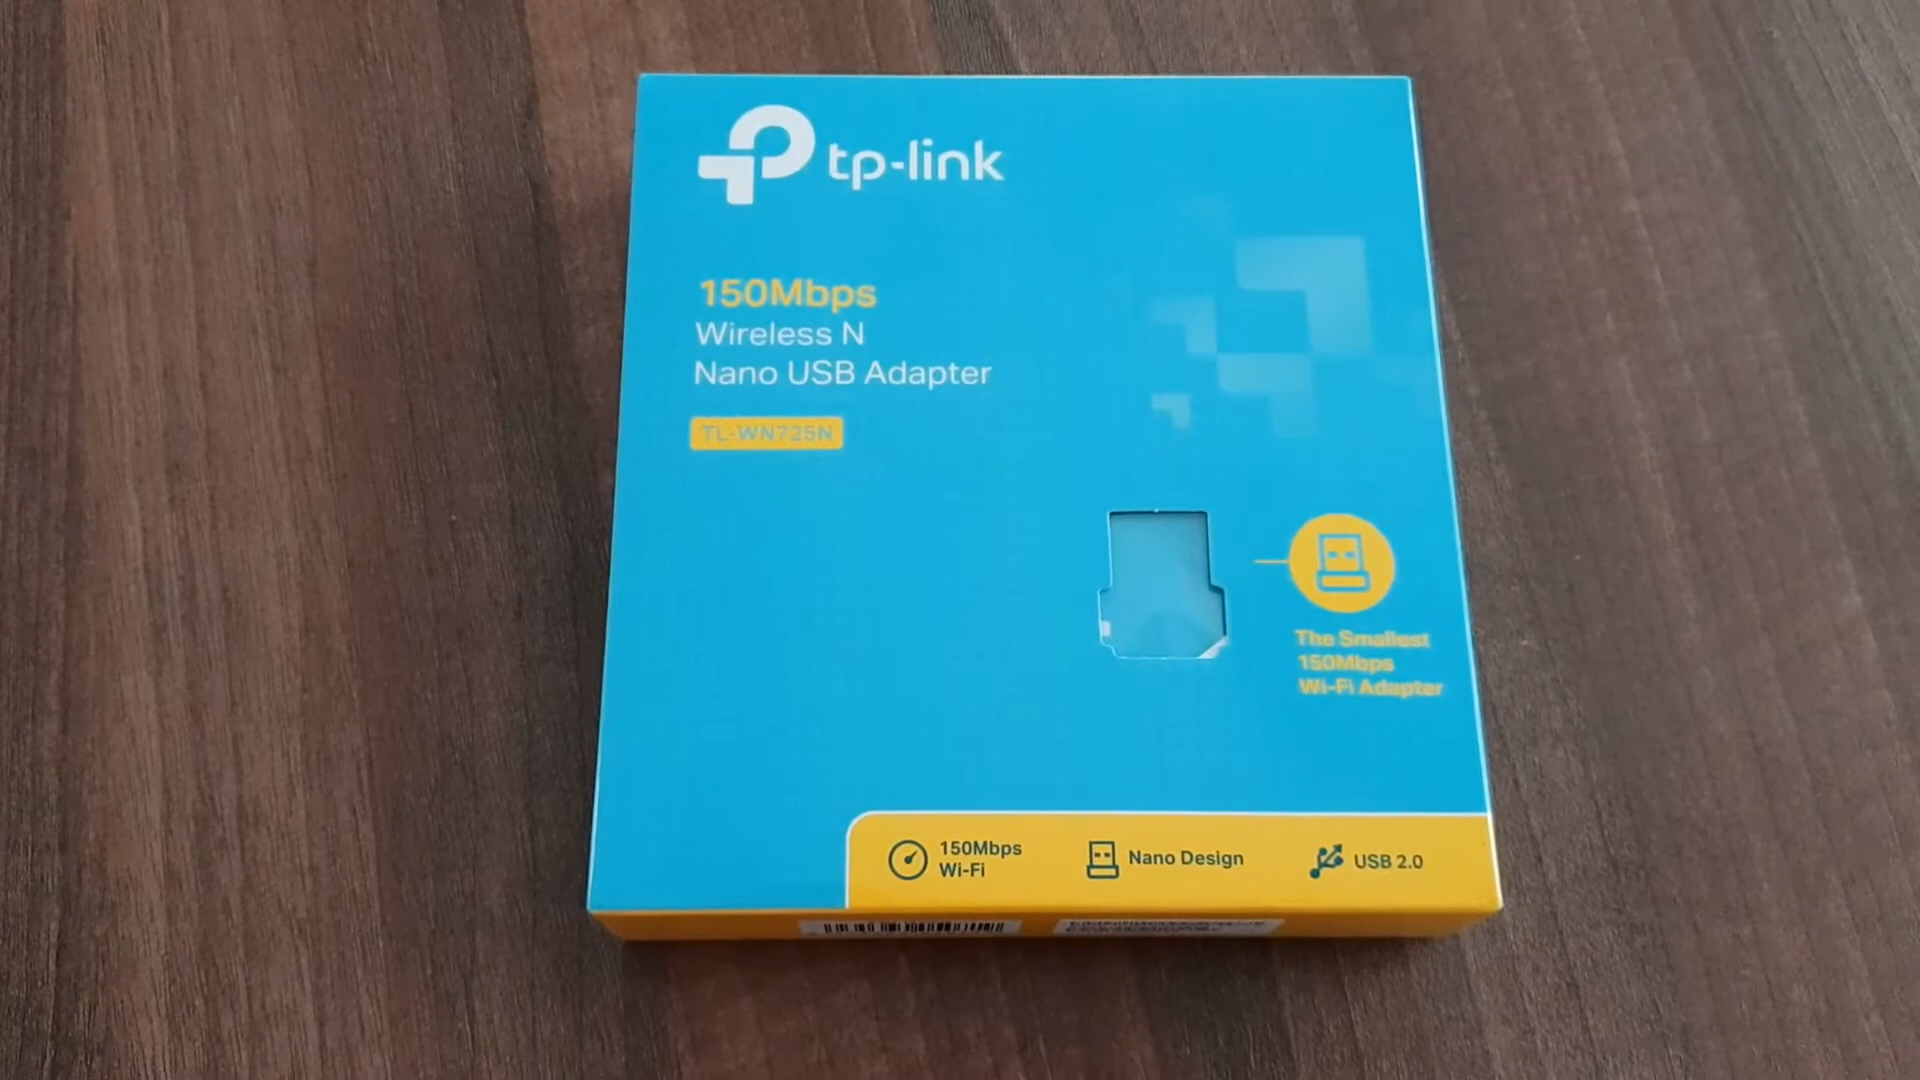 tp-link
150Mbps
Wireless N
Nano USB Adapter
TL-WN725N
The Smallest
150Mbps
Wi-Fi Adapter
150Mbps
Wi-Fi
Nano Design
USB 2.0